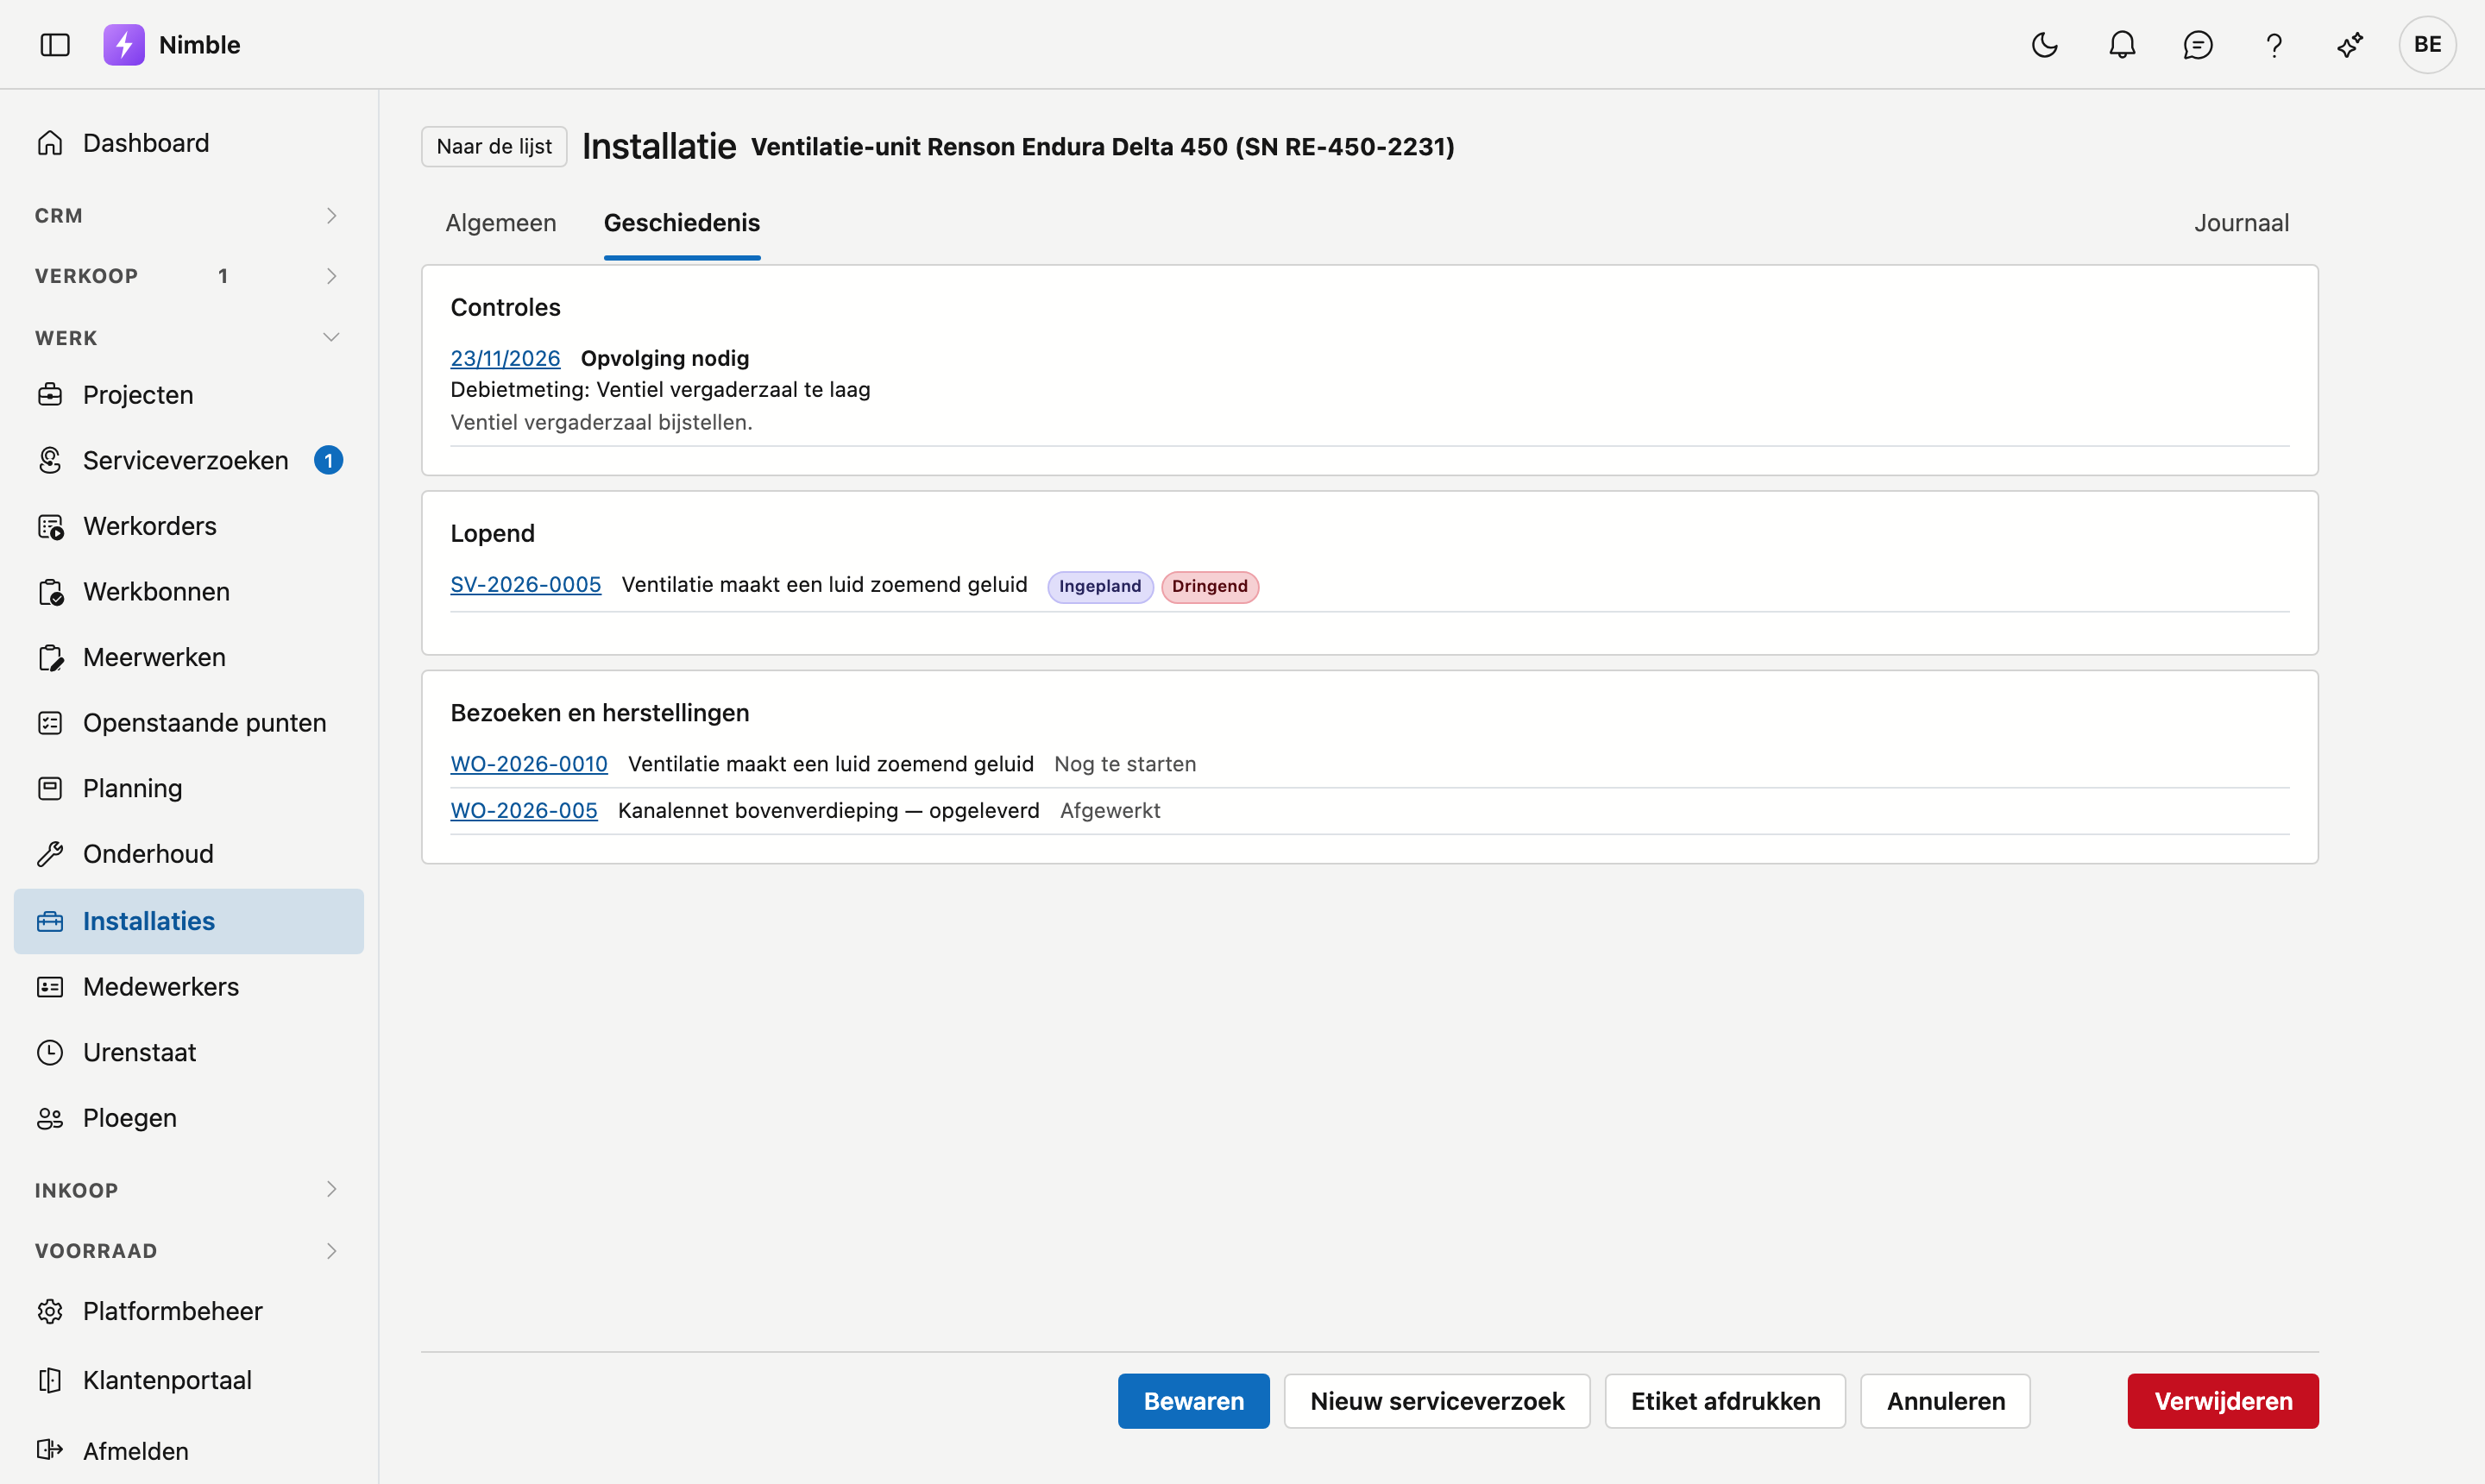 Nimble
BE
Dashboard
CRM
VERKOOP 1
WERK
Projecten
Serviceverzoeken 1
Werkorders
Werkbonnen
Meerwerken
Openstaande punten
Planning
Onderhoud
Installaties
Medewerkers
Urenstaat
Ploegen
INKOOP
VOORRAAD
Platformbeheer
Klantenportaal
Afmelden
Naar de lijst Installatie Ventilatie-unit Renson Endura Delta 450 (SN RE-450-2231)
Algemeen Geschiedenis Journaal
Controles
23/11/2026 Opvolging nodig
Debietmeting: Ventiel vergaderzaal te laag
Ventiel vergaderzaal bijstellen.
Lopend
SV-2026-0005 Ventilatie maakt een luid zoemend geluid Ingepland Dringend
Bezoeken en herstellingen
WO-2026-0010 Ventilatie maakt een luid zoemend geluid Nog te starten
WO-2026-005 Kanalennet bovenverdieping — opgeleverd Afgewerkt
Bewaren Nieuw serviceverzoek Etiket afdrukken Annuleren Verwijderen